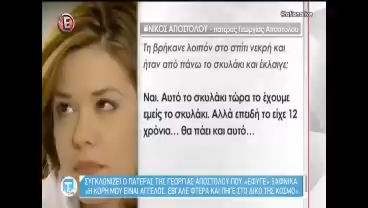 E
ΝΙΚΟΣ ΑΠΟΣΤΟΛΟΥ - πατέρας Γεωργίας Αποστόλου
Τη βρήκανε λοιπόν στο σπίτι νεκρή και
ήταν από πάνω το σκυλάκι και έκλαιγε;
Ναι. Αυτό το σκυλάκι τώρα το έχουμε
εμείς το σκυλάκι. Αλλά επειδή το είχε 12
χρόνια... θα πάει και αυτό...
ΣΥΓΚΛΟΝΙΖΕΙ Ο ΠΑΤΕΡΑΣ ΤΗΣ ΓΕΩΡΓΙΑΣ ΑΠΟΣΤΟΛΟΥ ΠΟΥ «ΕΦΥΓΕ» ΞΑΦΝΙΚΑ
«Η ΚΟΡΗ ΜΟΥ ΕΙΝΑΙ ΑΓΓΕΛΟΣ. ΕΒΓΑΛΕ ΦΤΕΡΑ ΚΑΙ ΠΗΓΕ ΣΤΟ ΔΙΚΟ ΤΗΣ ΚΟΣΜΟ»